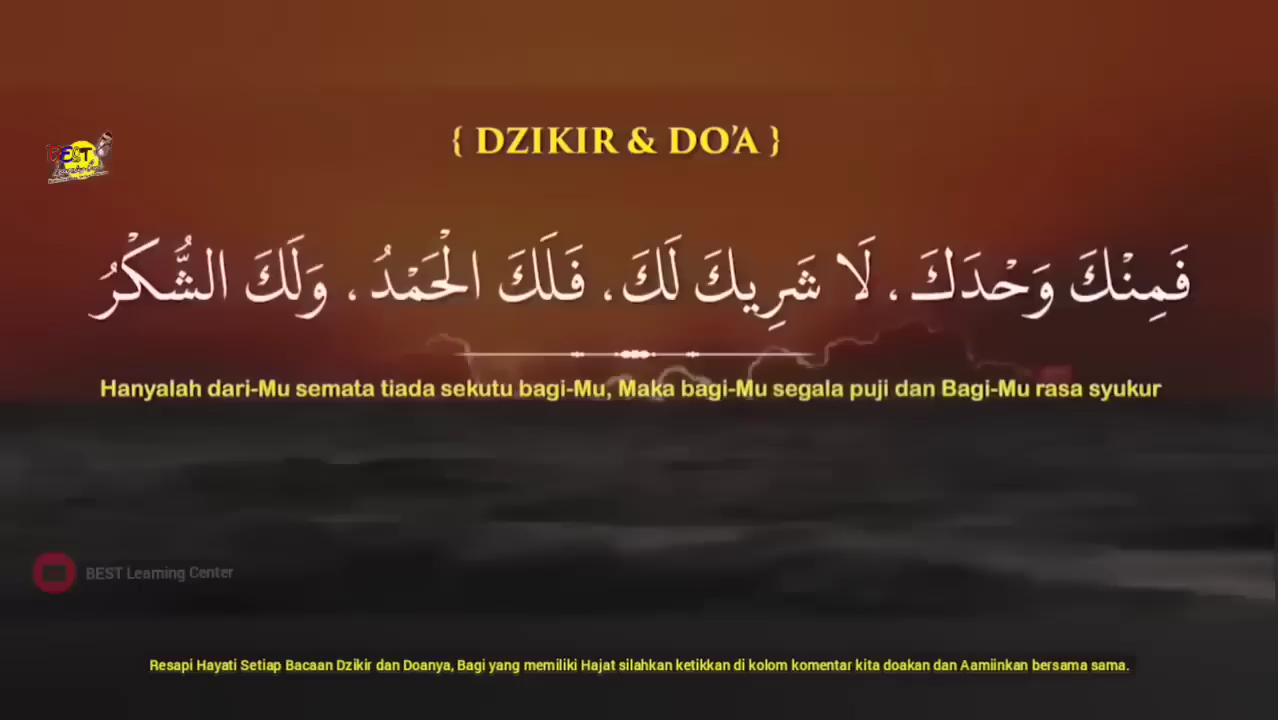 { DZIKIR & DO’A }
BEST
فَمِنْكَ وَحْدَكَ، لَا شَرِيكَ لَكَ، فَلَكَ الْحَمْدُ، وَلَكَ الشُّكْرُ
Hanyalah dari-Mu semata tiada sekutu bagi-Mu, Maka bagi-Mu segala puji dan Bagi-Mu rasa syukur
BEST Learning Center
Resapi Hayati Setiap Bacaan Dzikir dan Doanya, Bagi yang memiliki Hajat silahkan ketikkan di kolom komentar kita doakan dan Aamiinkan bersama sama.